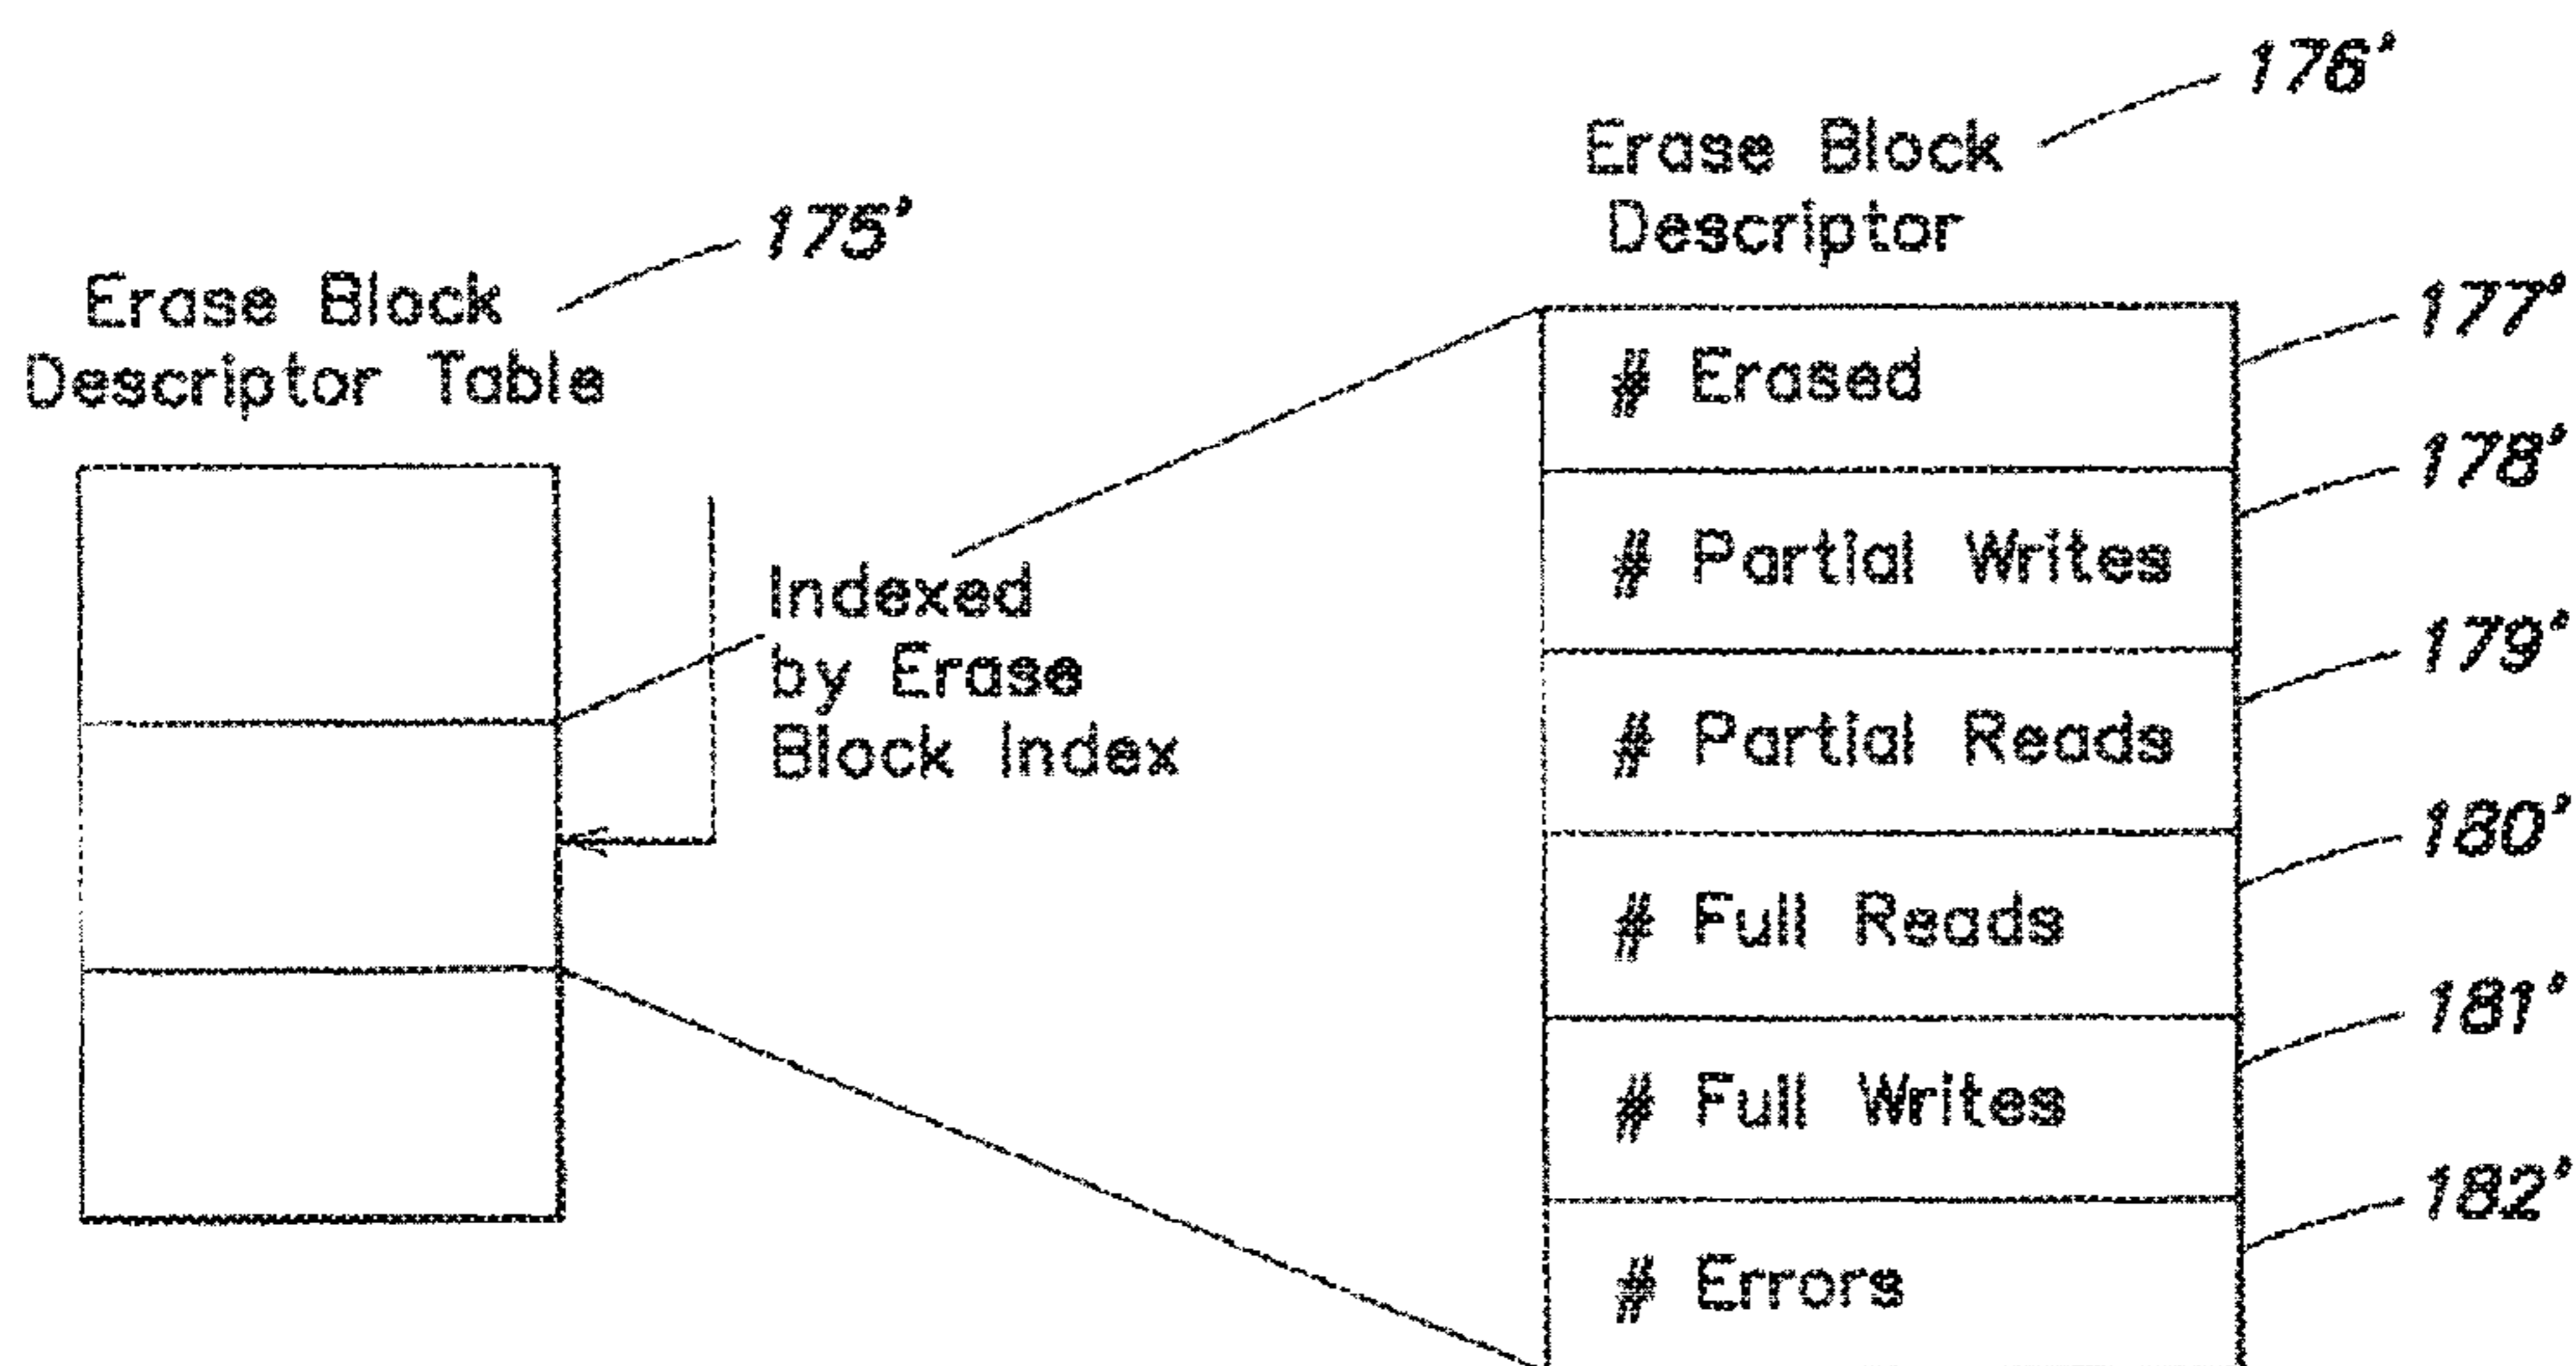 176'
Erase Block
Descriptor
175'
Erase Block
Descriptor Table
177'
# Erased
178'
# Partial Writes
Indexed
by Erase
Block Index
179'
# Partial Reads
180'
# Full Reads
181'
# Full Writes
182'
# Errors